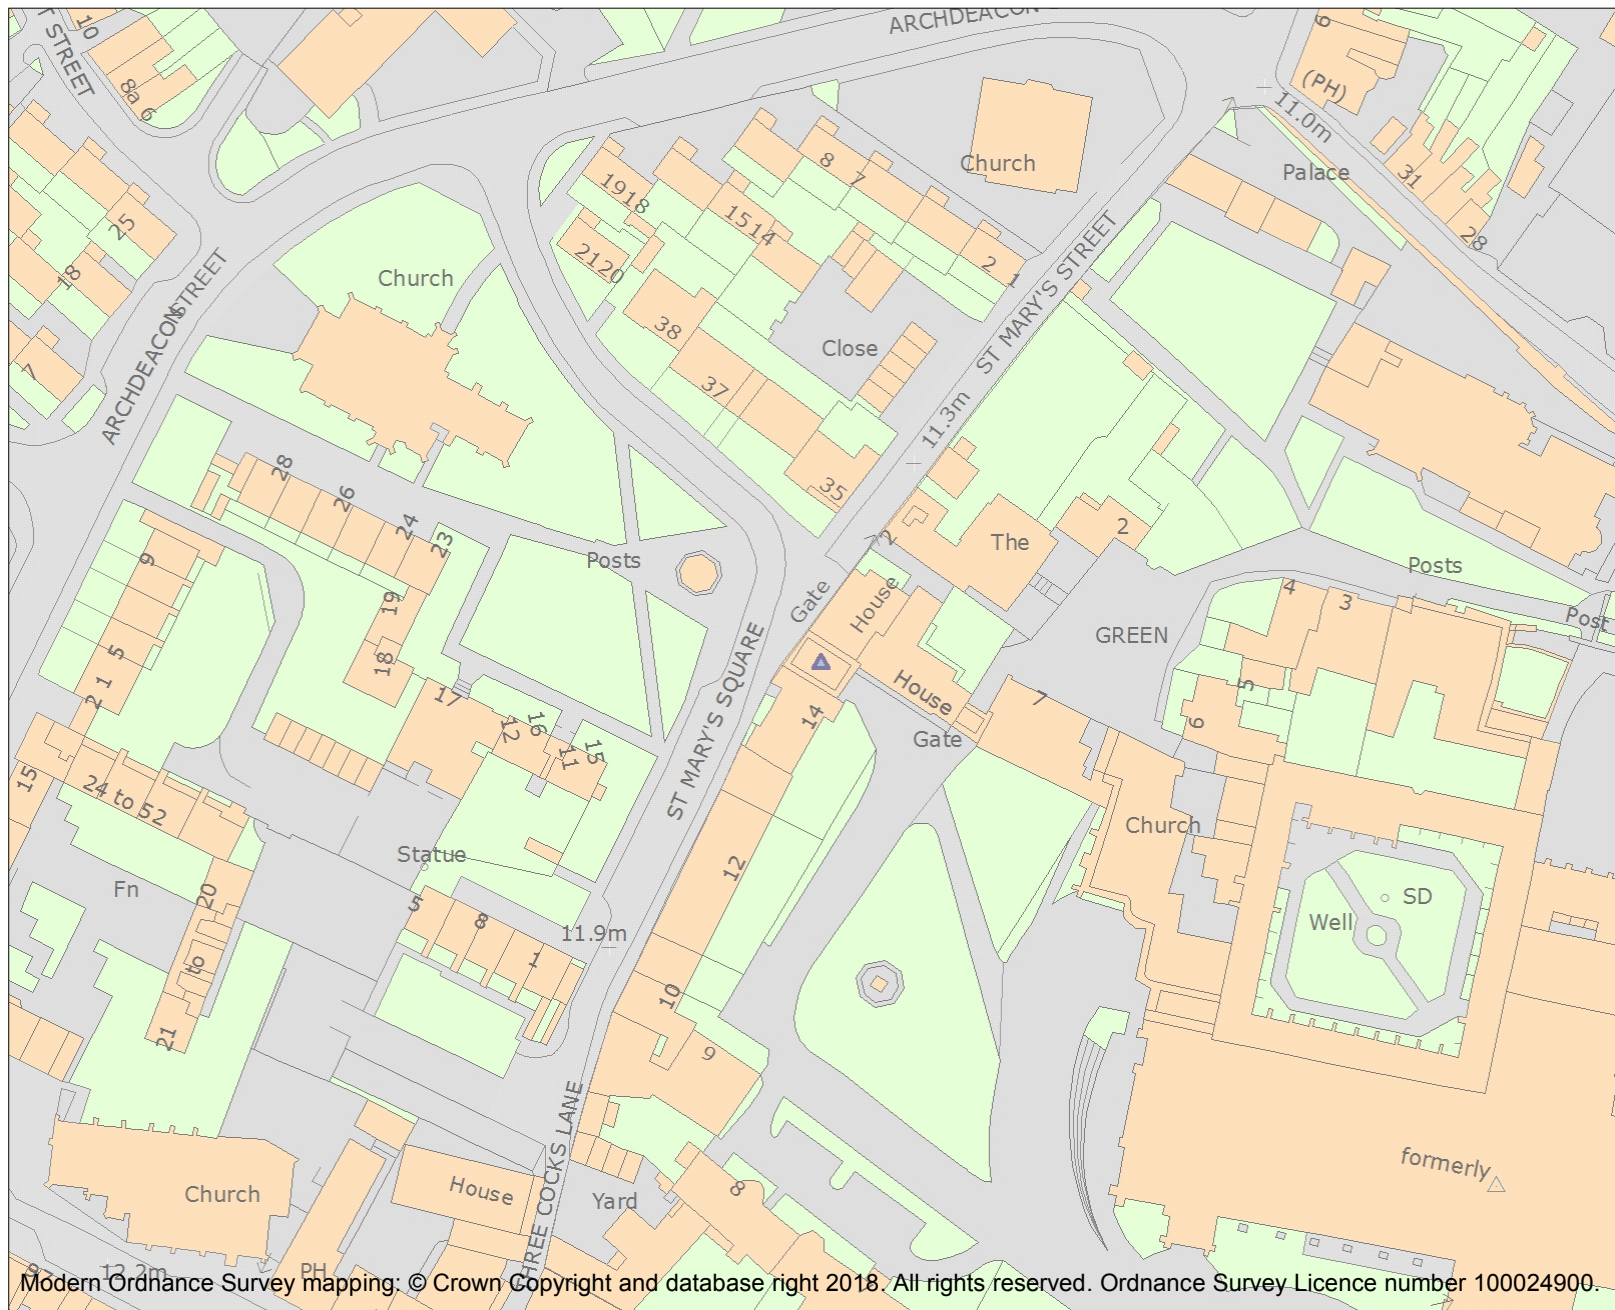 ARCHDEACON
T STREET
10
8a 6
6
(PH)
11.0m
Church
Palace
31
28
8
7
1918
1514
2120
2
1
25
18
7
ARCHDEACON
STREET
Church
38
37
35
Close
ST MARY'S STREET
11.3m
28
26
24
23
19
18
17
16
15
12
11
9
5
2 1
Posts
2
The
2
GREEN
Posts
Post
4
3
5
6
7
Gate
House
House
Gate
14
12
10
9
8
ST MARY'S SQUARE
15
24 to 52
20
to
21
Fn
Statue
5
8
1
11.9m
Church
Well
SD
formerly
THREE COCKS LANE
Church
House
Yard
PH
12.2m
Modern Ordnance Survey mapping: © Crown Copyright and database right 2018. All rights reserved. Ordnance Survey Licence number 100024900.